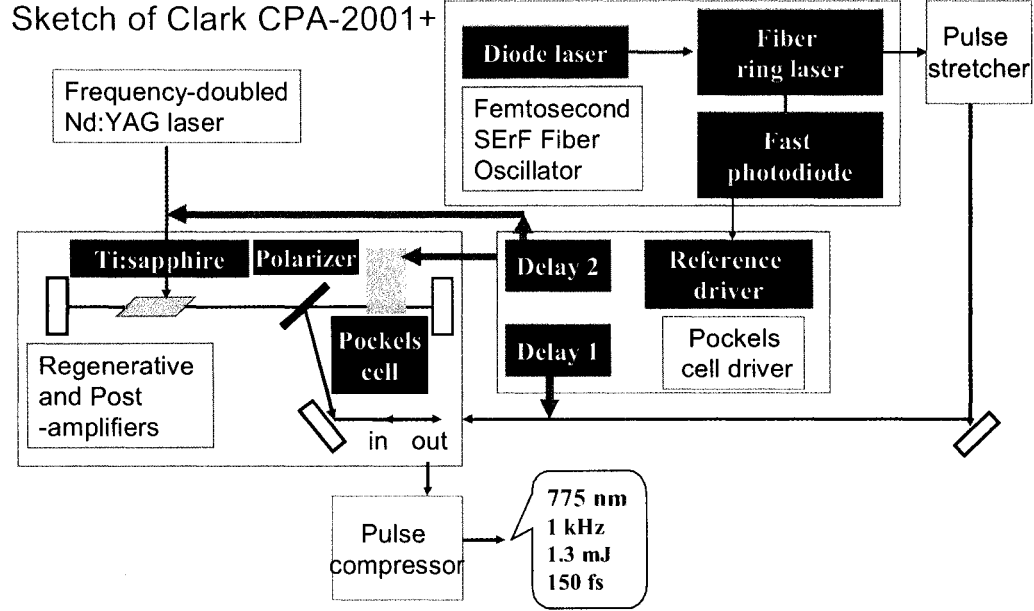 Sketch of Clark CPA-2001+
Frequency-doubled
Nd:YAG laser
Diode laser
Fiber
ring laser
Pulse
stretcher
Femtosecond
SErF Fiber
Oscillator
Fast
photodiode
Ti:sapphire
Polarizer
Delay 2
Reference
driver
Pockels
cell
Delay 1
Pockels
cell driver
Regenerative
and Post
-amplifiers
in out
Pulse
compressor
775 nm
1 kHz
1.3 mJ
150 fs